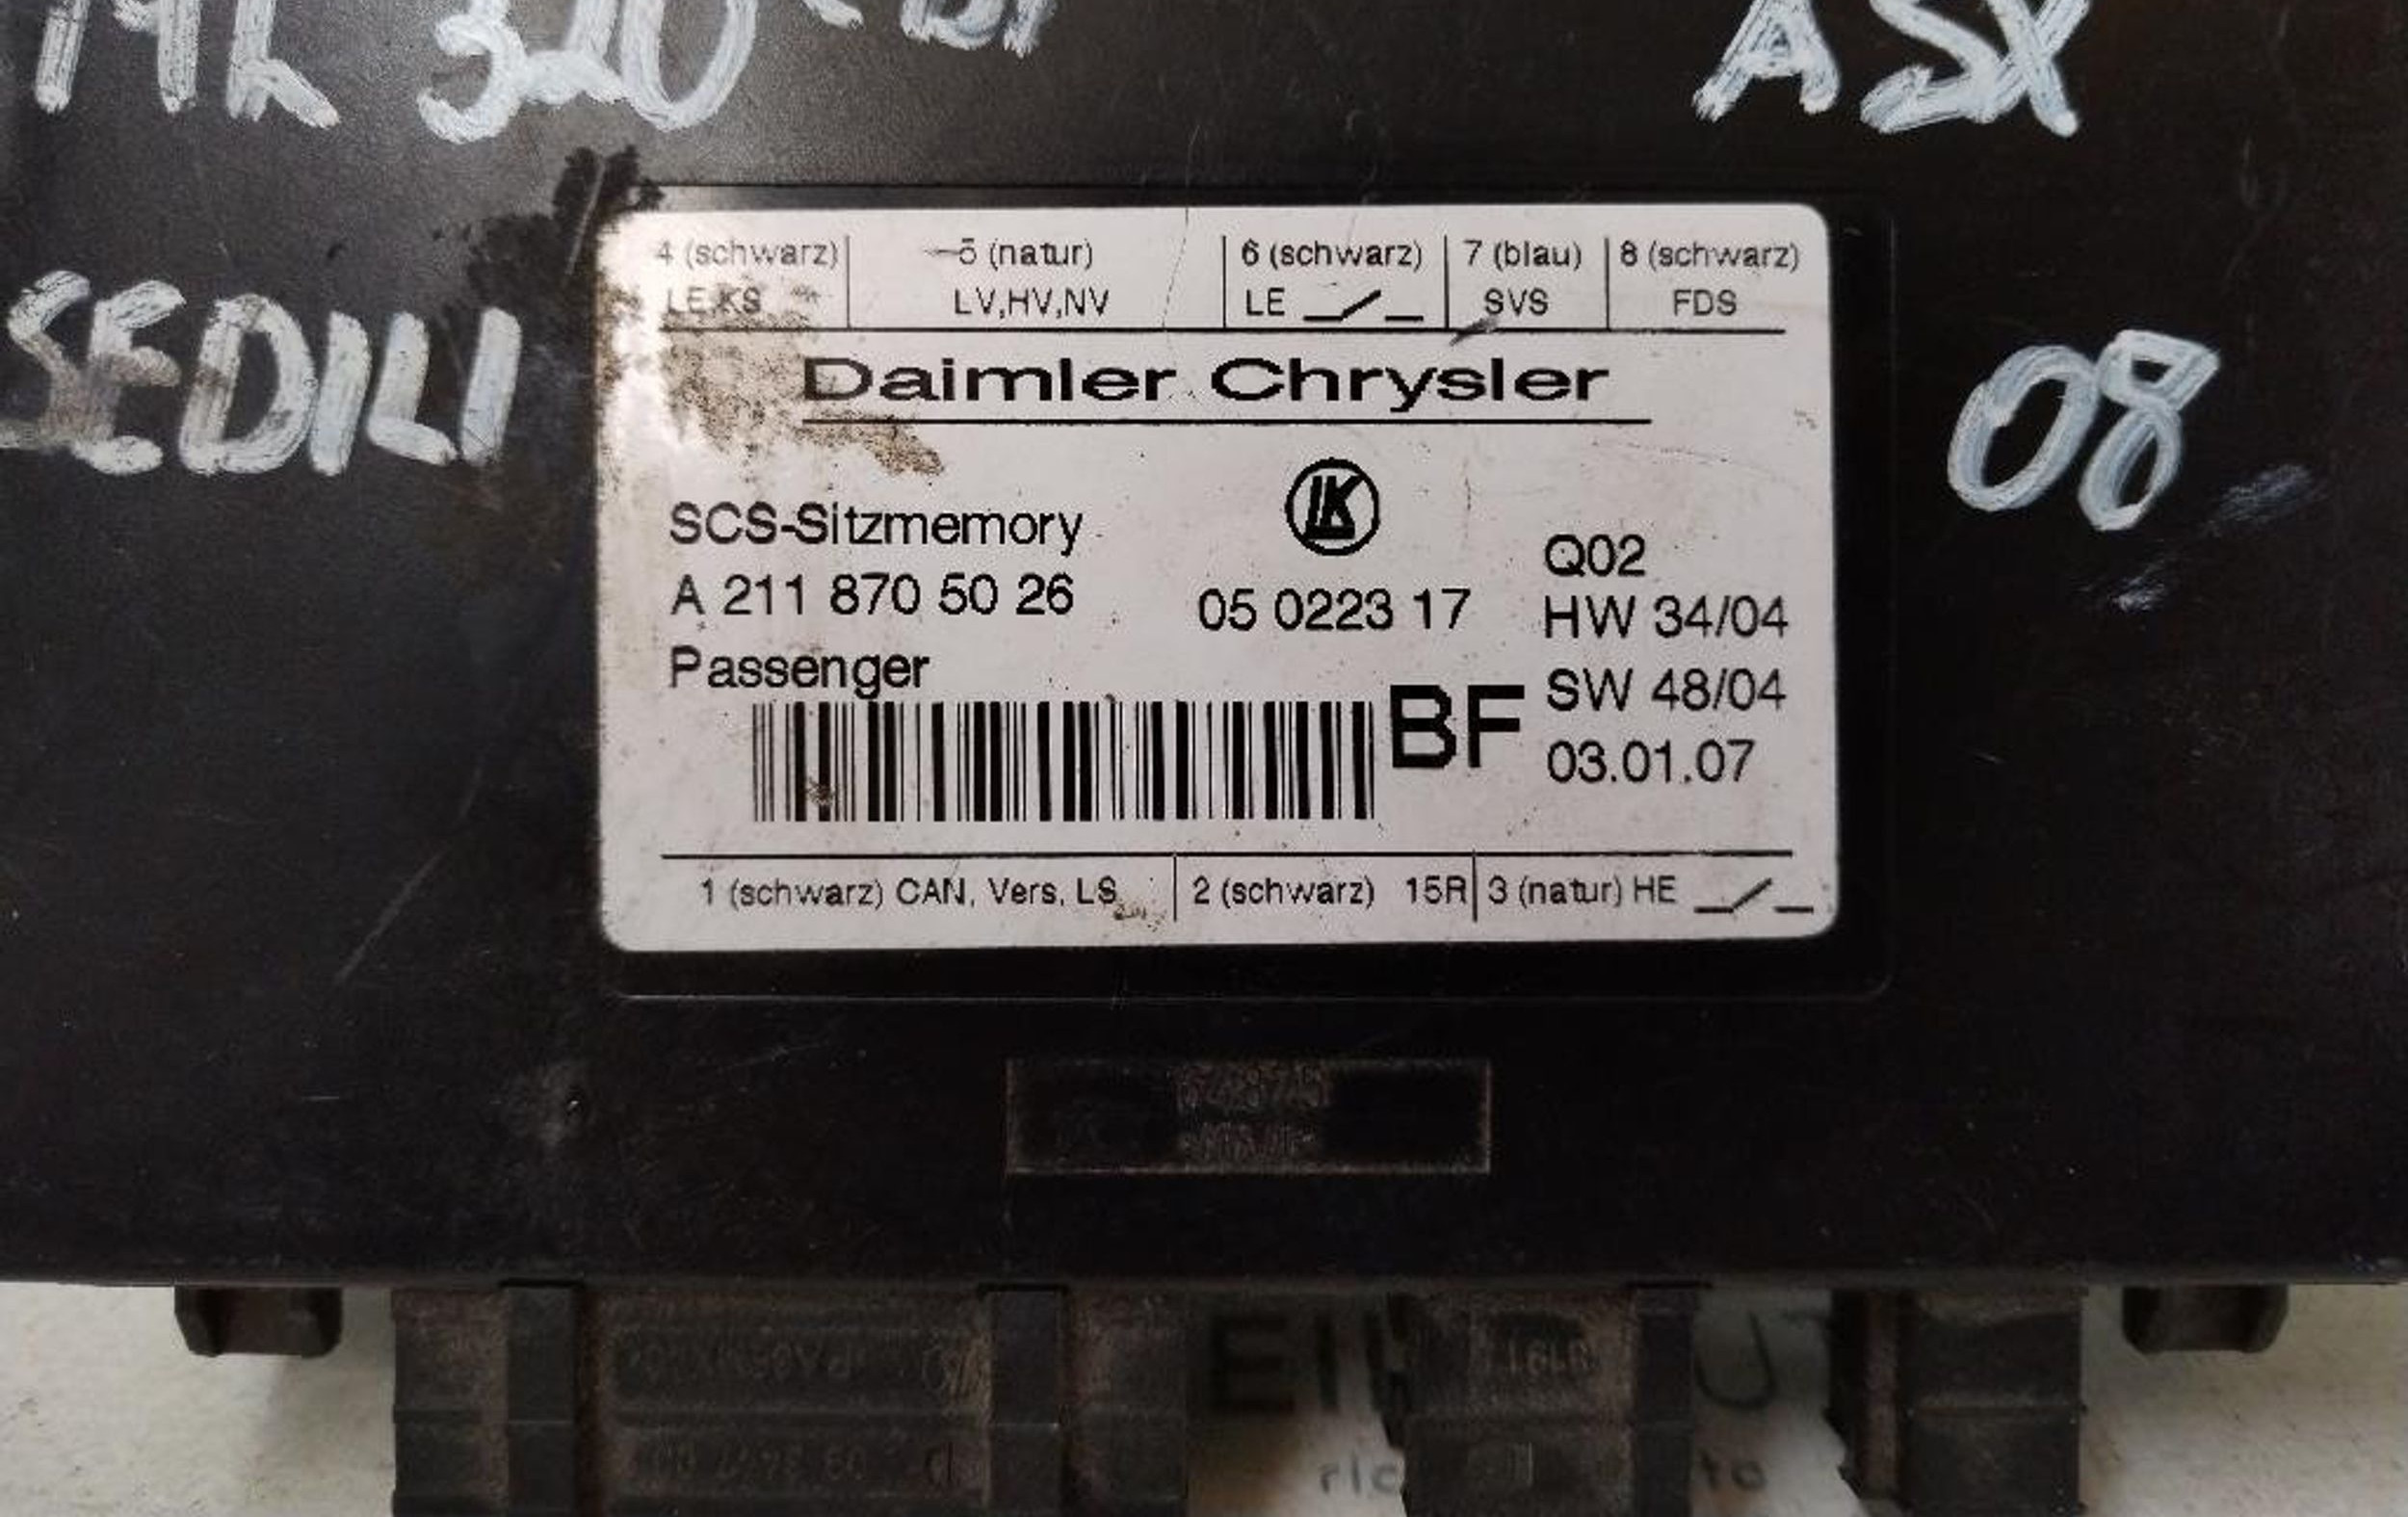 ML 320 CDI
ASX
SEDILI
08
4 (schwarz) 5 (natur) 6 (schwarz) 7 (blau) 8 (schwarz)
LE,KS LV,HV,NV LE SVS FDS
Daimler Chrysler
LK
SCS-Sitzmemory
Q02
A 211 870 50 26 05 0223 17 HW 34/04
Passenger
BF SW 48/04
03.01.07
1 (schwarz) CAN, Vers, LS 2 (schwarz) 15R 3 (natur) HE